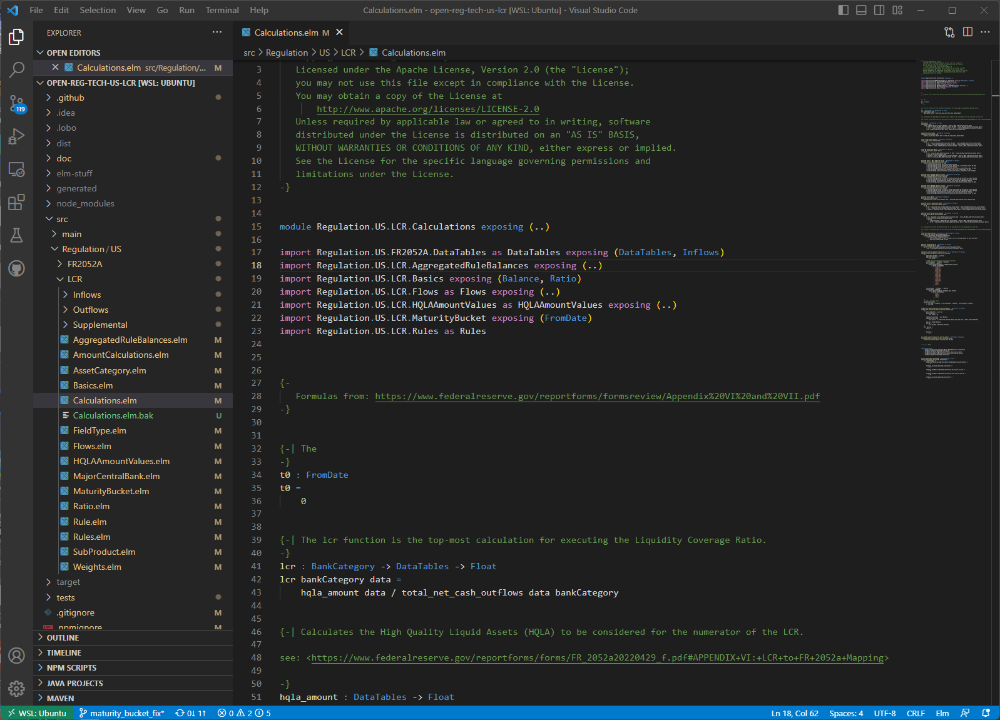 File Edit Selection View Go Run Terminal Help
Calculations.elm - open-reg-tech-us-lcr [WSL: Ubuntu] - Visual Studio Code
EXPLORER
OPEN EDITORS
Calculations.elm src/Regulation/... M
OPEN-REG-TECH-US-LCR [WSL: UBUNTU]
.github
.idea
.lobo
119
dist
doc
elm-stuff
generated
node_modules
src
main
Regulation / US
FR2052A
LCR
Inflows
Outflows
Supplemental
AggregatedRuleBalances.elm M
AmountCalculations.elm M
AssetCategory.elm M
Basics.elm M
Calculations.elm M
Calculations.elm.bak U
FieldType.elm M
Flows.elm M
HQLAAmountValues.elm M
MajorCentralBank.elm M
MaturityBucket.elm M
Ratio.elm M
Rule.elm M
Rules.elm M
SubProduct.elm M
Weights.elm M
target
tests
.gitignore M
.npmignore M
OUTLINE
TIMELINE
NPM SCRIPTS
JAVA PROJECTS
MAVEN
Calculations.elm M
src > Regulation > US > LCR > Calculations.elm
3 Licensed under the Apache License, Version 2.0 (the "License");
4 you may not use this file except in compliance with the License.
5 You may obtain a copy of the License at
6 http://www.apache.org/licenses/LICENSE-2.0
7 Unless required by applicable law or agreed to in writing, software
8 distributed under the License is distributed on an "AS IS" BASIS,
9 WITHOUT WARRANTIES OR CONDITIONS OF ANY KIND, either express or implied.
10 See the License for the specific language governing permissions and
11 limitations under the License.
12 -}
13
14
15 module Regulation.US.LCR.Calculations exposing (..)
16
17 import Regulation.US.FR2052A.DataTables as DataTables exposing (DataTables, Inflows)
18 import Regulation.US.LCR.AggregatedRuleBalances exposing (..)
19 import Regulation.US.LCR.Basics exposing (Balance, Ratio)
20 import Regulation.US.LCR.Flows as Flows exposing (..)
21 import Regulation.US.LCR.HQLAAmountValues as HQLAAmountValues exposing (..)
22 import Regulation.US.LCR.MaturityBucket exposing (FromDate)
23 import Regulation.US.LCR.Rules as Rules
24
25
26
27 {-
28 Formulas from: https://www.federalreserve.gov/reportforms/formsreview/Appendix%20VI%20and%20VII.pdf
29 -}
30
31
32 {-| The
33 -}
34 t0 : FromDate
35 t0 =
36 0
37
38
39 {-| The lcr function is the top-most calculation for executing the Liquidity Coverage Ratio.
40 -}
41 lcr : BankCategory -> DataTables -> Float
42 lcr bankCategory data =
43 hqla_amount data / total_net_cash_outflows data bankCategory
44
45
46 {-| Calculates the High Quality Liquid Assets (HQLA) to be considered for the numerator of the LCR.
47
48 see: <https://www.federalreserve.gov/reportforms/forms/FR_2052a20220429_f.pdf#APPENDIX+VI:+LCR+to+FR+2052a+Mapping>
49
50 -}
51 hqla_amount : DataTables -> Float
WSL: Ubuntu maturity_bucket_fix* 0↓ 1↑ 0 2 5
Ln 18, Col 62 Spaces: 4 UTF-8 CRLF Elm